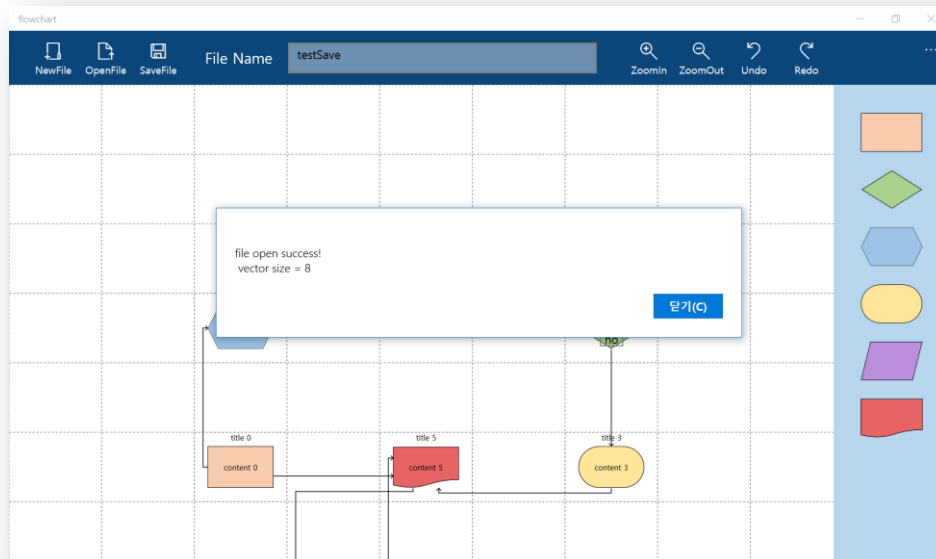 flowchart
NewFile OpenFile SaveFile File Name testSave ZoomIn ZoomOut Undo Redo
file open success!
vector size = 8
닫기(C)
no
title 0 title 5 title 3
content 0 content 5 content 3